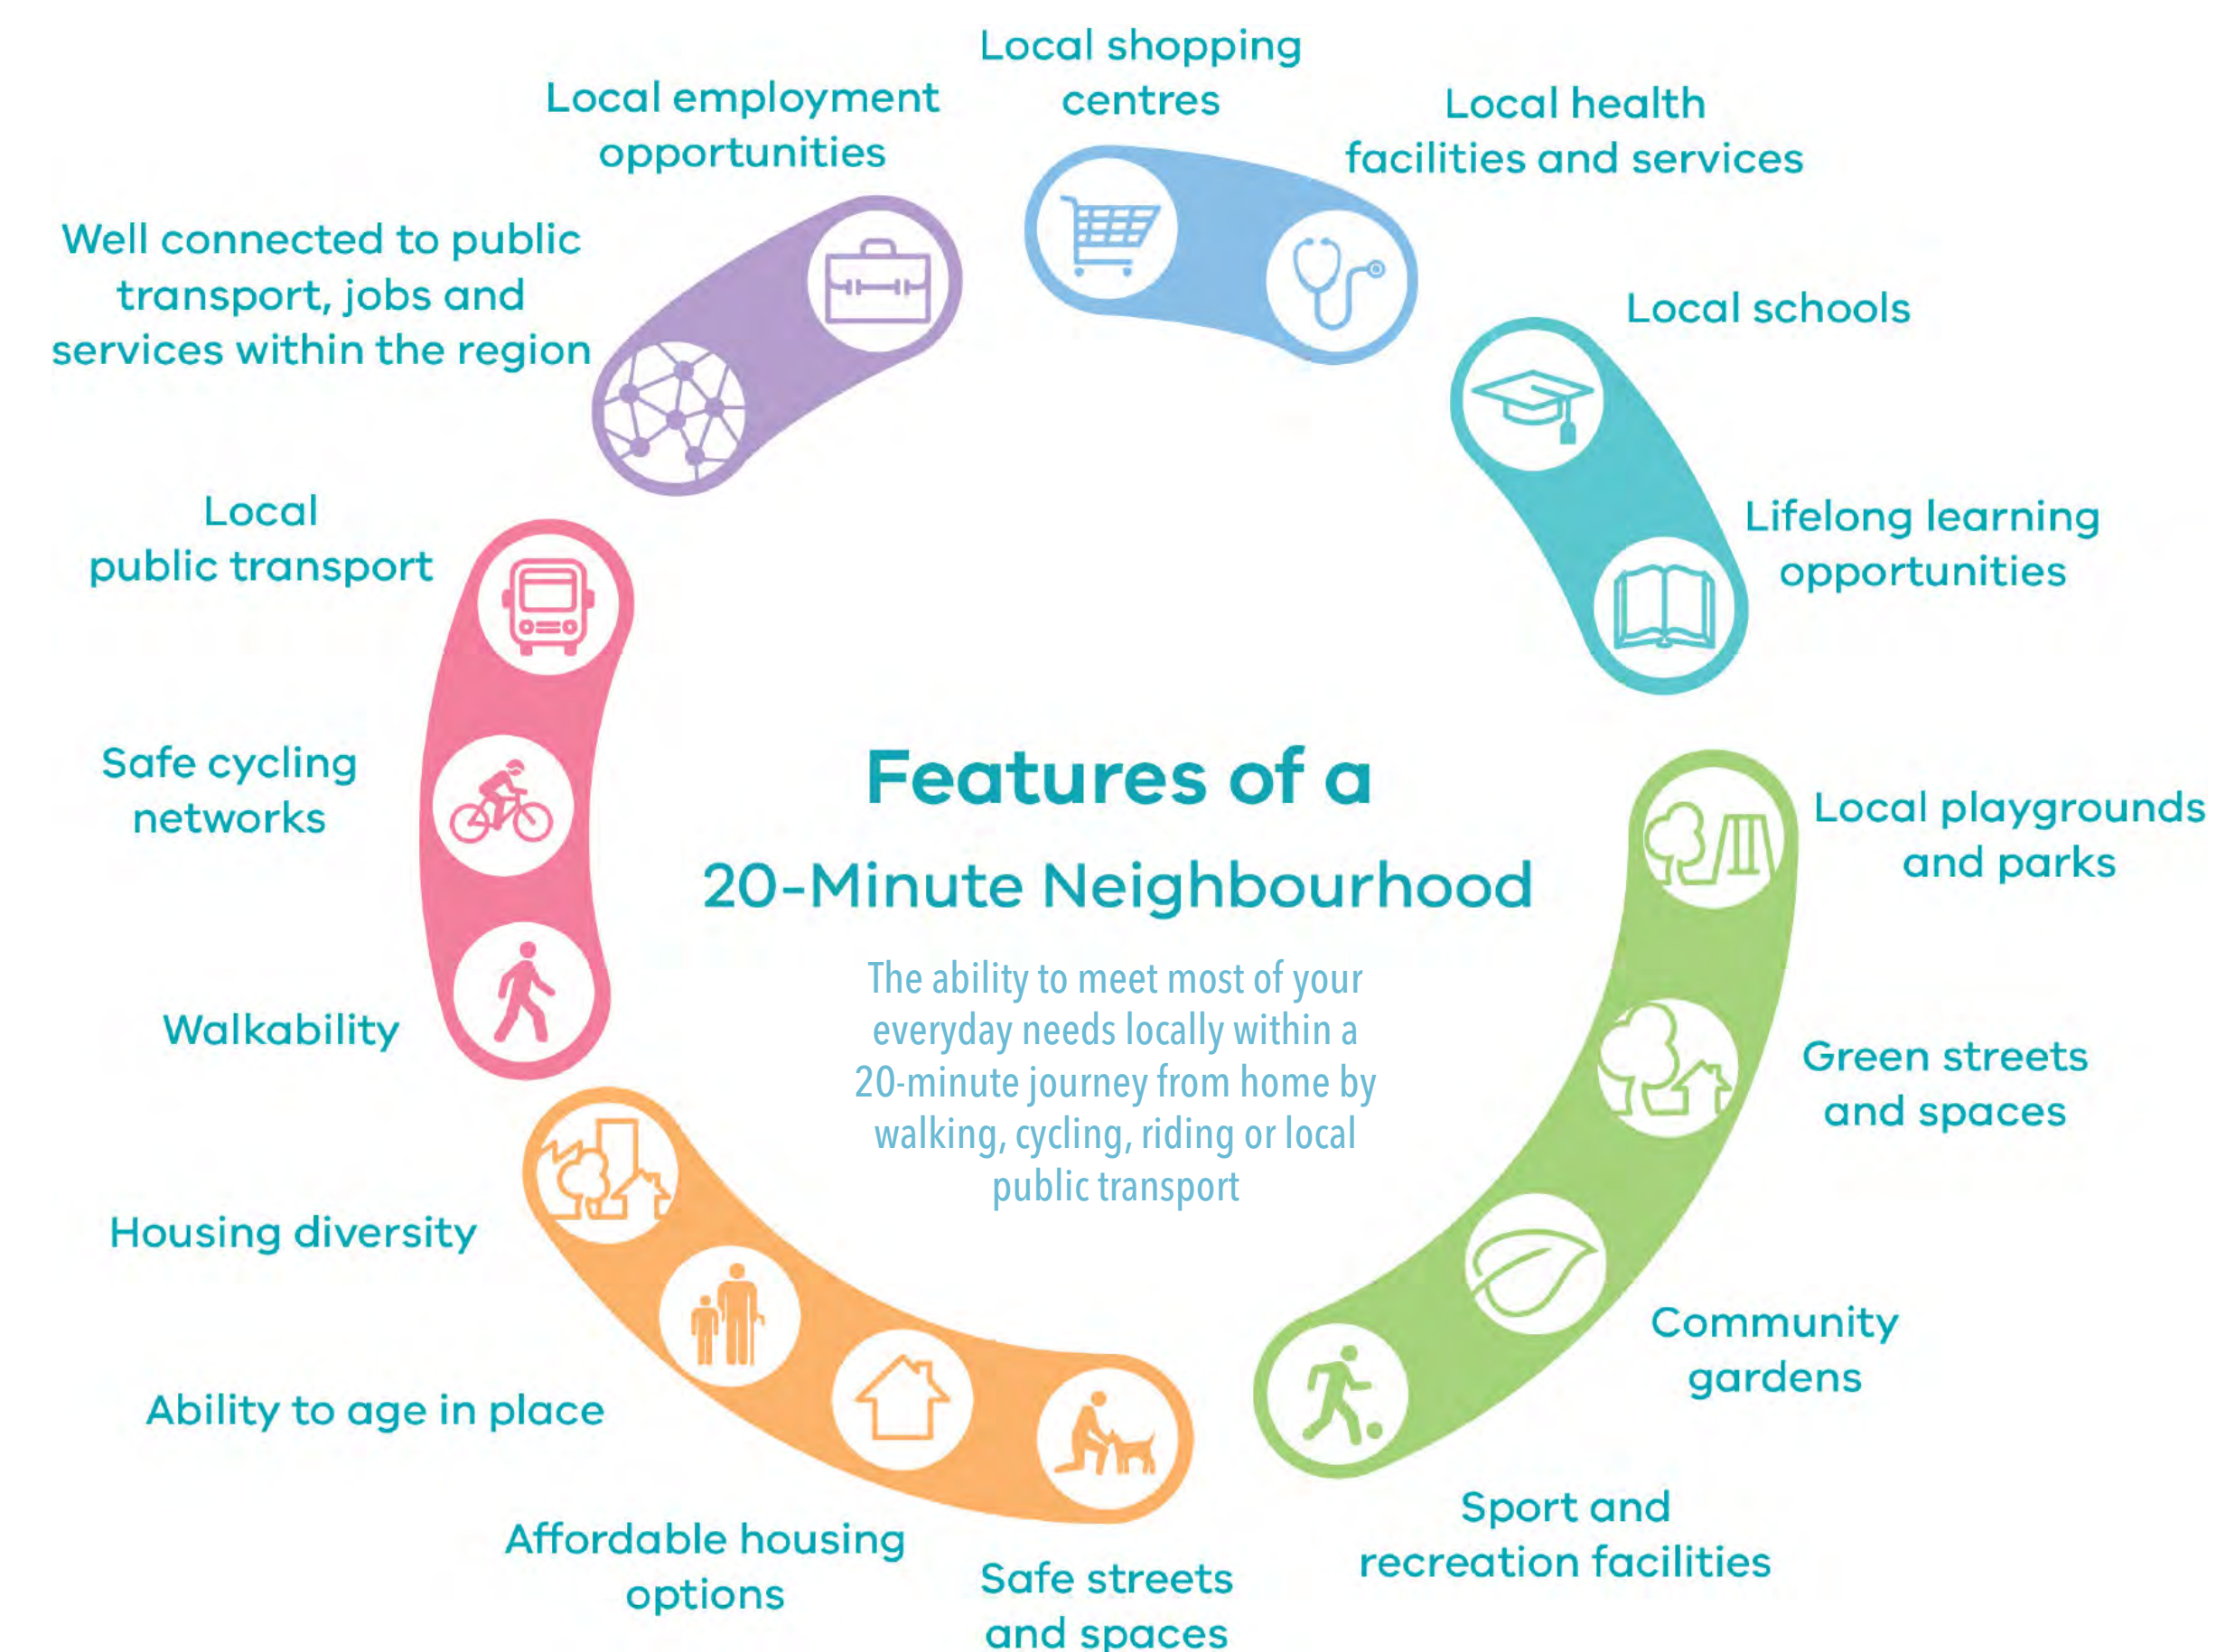 Local shopping
centres
Local health
facilities and services
Local schools
Lifelong learning
opportunities
Local playgrounds
and parks
Green streets
and spaces
Community
gardens
Sport and
recreation facilities
Safe streets
and spaces
Affordable housing
options
Ability to age in place
Housing diversity
Walkability
Safe cycling
networks
Local
public transport
Well connected to public
transport, jobs and
services within the region
Local employment
opportunities
Features of a
20-Minute Neighbourhood
The ability to meet most of your
everyday needs locally within a
20-minute journey from home by
walking, cycling, riding or local
public transport